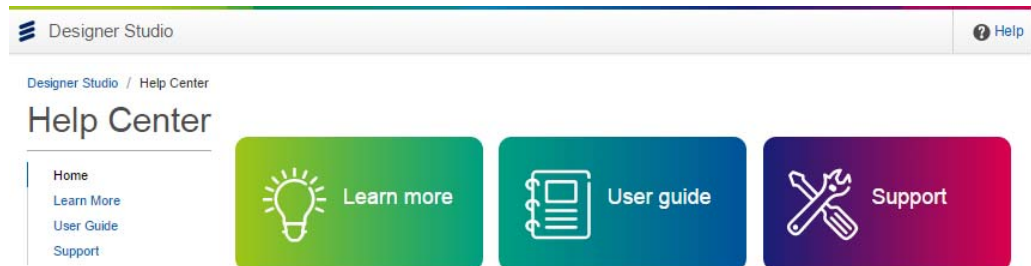 Designer Studio
Help
Designer Studio / Help Center
Help Center
Home
Learn More
User Guide
Support
Learn more
User guide
Support